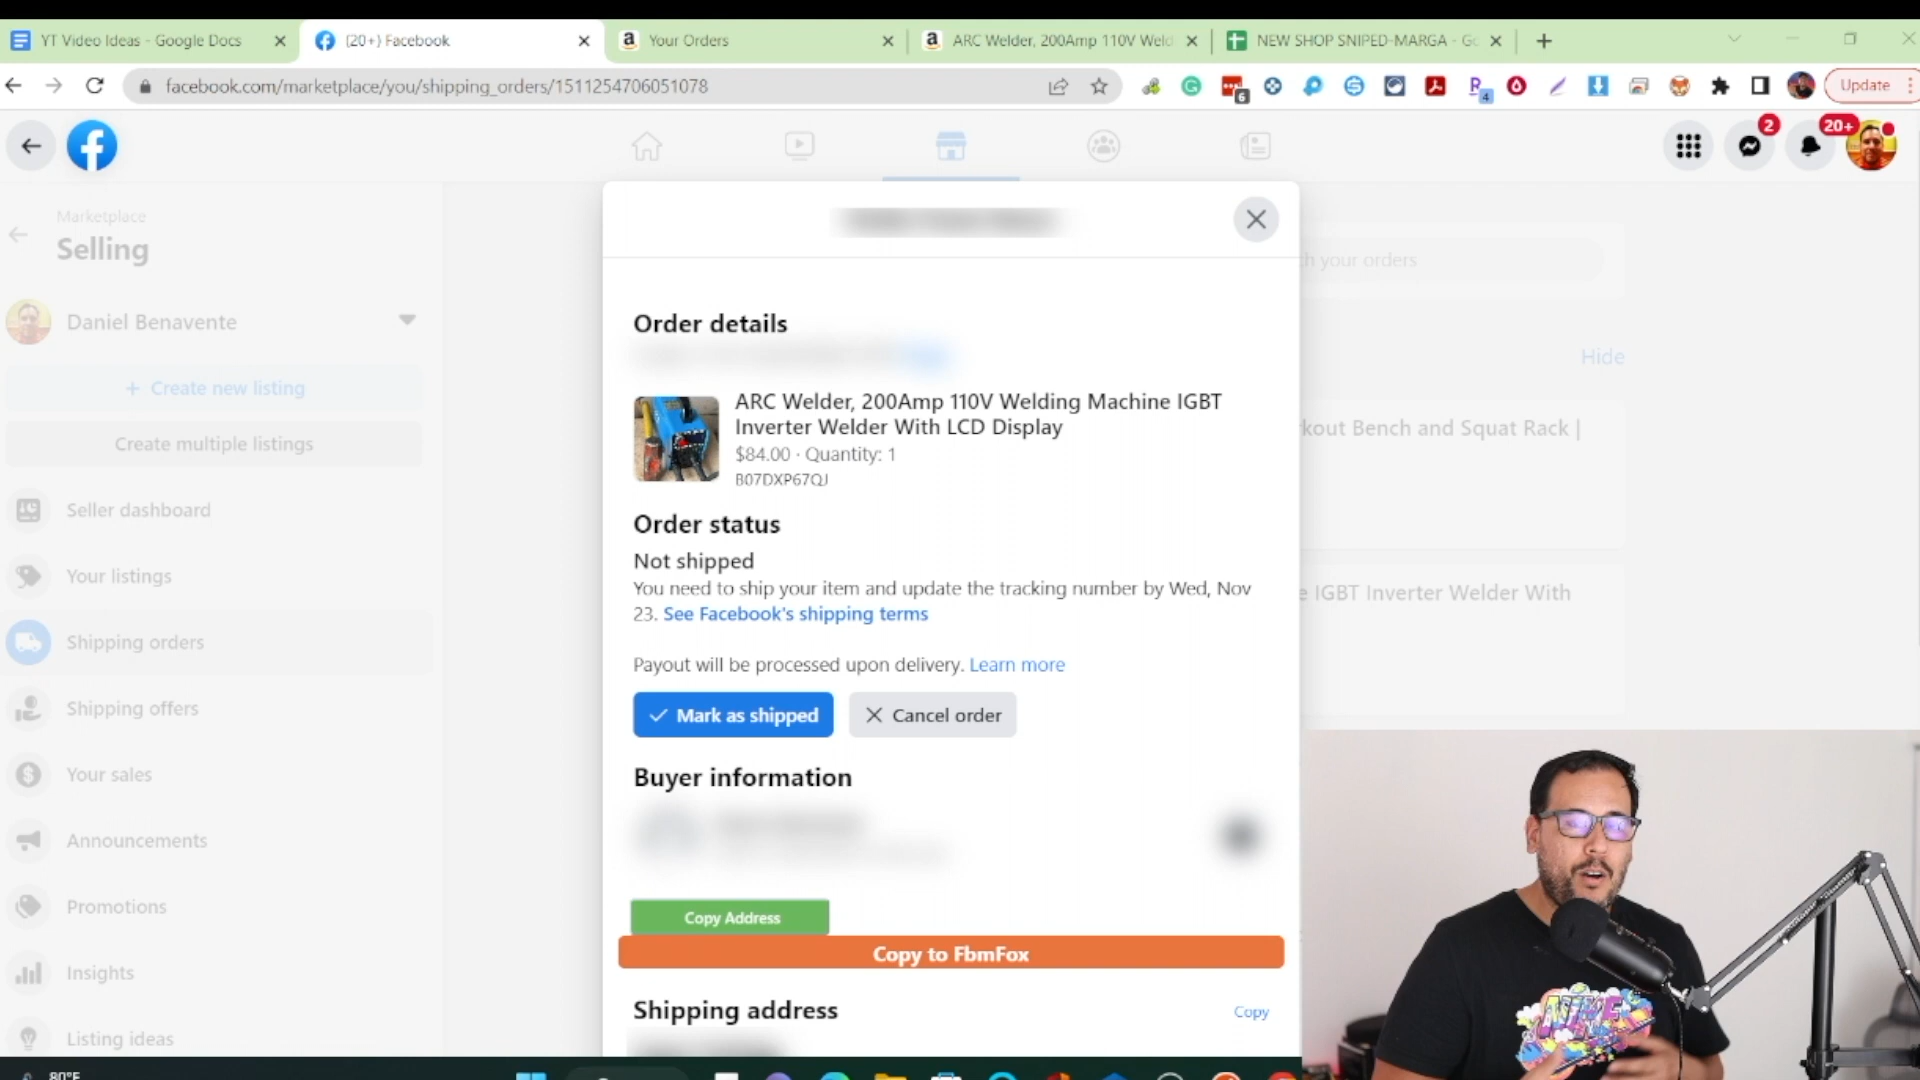 YT Video Ideas - Google Docs
(20+) Facebook
Your Orders
ARC Welder, 200Amp 110V Weld
NEW SHOP SNIPED-MARGA - Go
facebook.com/marketplace/you/shipping_orders/1511254706051078
6
4
Update
2
20+
Marketplace
Selling
Daniel Benavente
+ Create new listing
Create multiple listings
Seller dashboard
Your listings
Shipping orders
Shipping offers
Your sales
Announcements
Promotions
Insights
Listing ideas
Order details
ARC Welder, 200Amp 110V Welding Machine IGBT
Inverter Welder With LCD Display
$84.00 · Quantity: 1
B07DXP67QJ
Order status
Not shipped
You need to ship your item and update the tracking number by Wed, Nov
23. See Facebook's shipping terms
Payout will be processed upon delivery. Learn more
Mark as shipped
Cancel order
Buyer information
Copy Address
Copy to FbmFox
Shipping address
Copy
h your orders
Hide
kout Bench and Squat Rack |
e IGBT Inverter Welder With
80°F